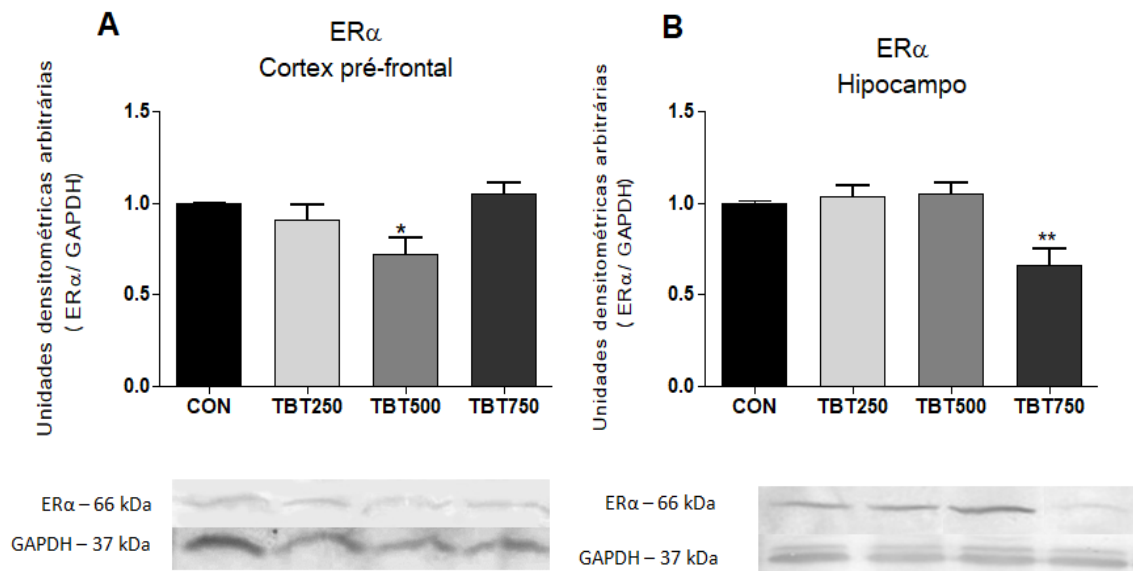 A
ERα
Cortex pré-frontal
Unidades densitométricas arbitrárias
( ERα/ GAPDH)
1.5
1.0
0.5
0.0
*
CON TBT250 TBT500 TBT750
ERα – 66 kDa
GAPDH – 37 kDa
B
ERα
Hipocampo
Unidades densitométricas arbitrárias
( ERα/ GAPDH)
1.5
1.0
0.5
0.0
**
CON TBT250 TBT500 TBT750
ERα – 66 kDa
GAPDH – 37 kDa